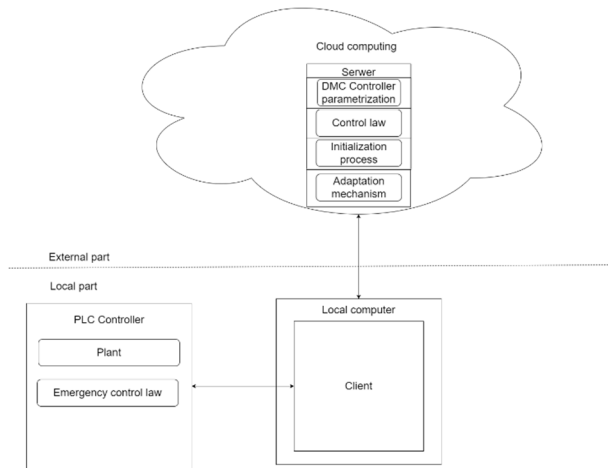 Cloud computing
Serwer
DMC Controller
parametrization
Control law
Initialization
process
Adaptation
mechanism
External part
Local part
PLC Controller
Plant
Emergency control law
Local computer
Client